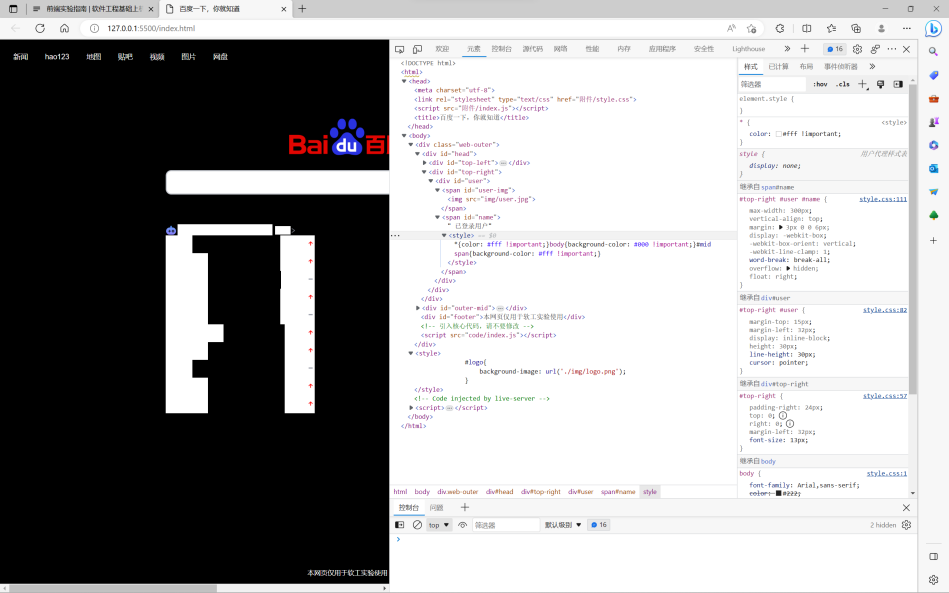 前端实验指南 | 软件工程基础上册
百度一下，你就知道
127.0.0.1:5500/index.html
新闻 hao123 地图 贴吧 视频 图片 网盘
Bai du 百
本网页仅用于软工实验使用
欢迎 元素 控制台 源代码 网络 性能 内存 应用程序 安全性 Lighthouse 16
<!DOCTYPE html>
<html>
<head>
<meta charset="utf-8">
<link rel="stylesheet" type="text/css" href="附件/style.css">
<script src="附件/index.js"></script>
<title>百度一下，你就知道</title>
</head>
<body>
<div class="web-outer">
<div id="head">
<div id="top-left"></div>
<div id="top-right">
<div id="user">
<span id="user-img">
<img src="img/user.jpg">
</span>
<span id="name">
" 已登录用户"
<style> == $0
*{color: #fff !important;}body{background-color: #000 !important;}#mid
span{background-color: #fff !important;}
</style>
</span>
</div>
</div>
</div>
<div id="outer-mid"></div>
<div id="footer">本网页仅用于软工实验使用</div>
<!-- 引入核心代码，请不要修改 -->
<script src="code/index.js"></script>
</div>
<style>
#logo{
background-image: url('./img/logo.png');
}
</style>
<!-- Code injected by live-server -->
<script></script>
</body>
</html>
html body div.web-outer div#head div#top-right div#user span#name style
样式 已计算 布局 事件侦听器
筛选器 :hov .cls
element.style {
}
* { <style>
color: #fff !important;
}
style { 用户代理样式表
display: none;
}
继承自 span#name
#top-right #user #name { style.css:111
max-width: 300px;
vertical-align: top;
margin: 3px 0 0 6px;
display: -webkit-box;
-webkit-box-orient: vertical;
-webkit-line-clamp: 1;
word-break: break-all;
overflow: hidden;
float: right;
}
继承自 div#user
#top-right #user { style.css:82
margin-top: 15px;
margin-left: 32px;
display: inline-block;
height: 30px;
line-height: 30px;
cursor: pointer;
}
继承自 div#top-right
#top-right { style.css:57
padding-right: 24px;
top: 0;
right: 0;
margin-left: 32px;
font-size: 13px;
}
继承自 body
body { style.css:1
font-family: Arial,sans-serif;
color: #222;
控制台 问题
top 筛选器 默认级别 16 2 hidden